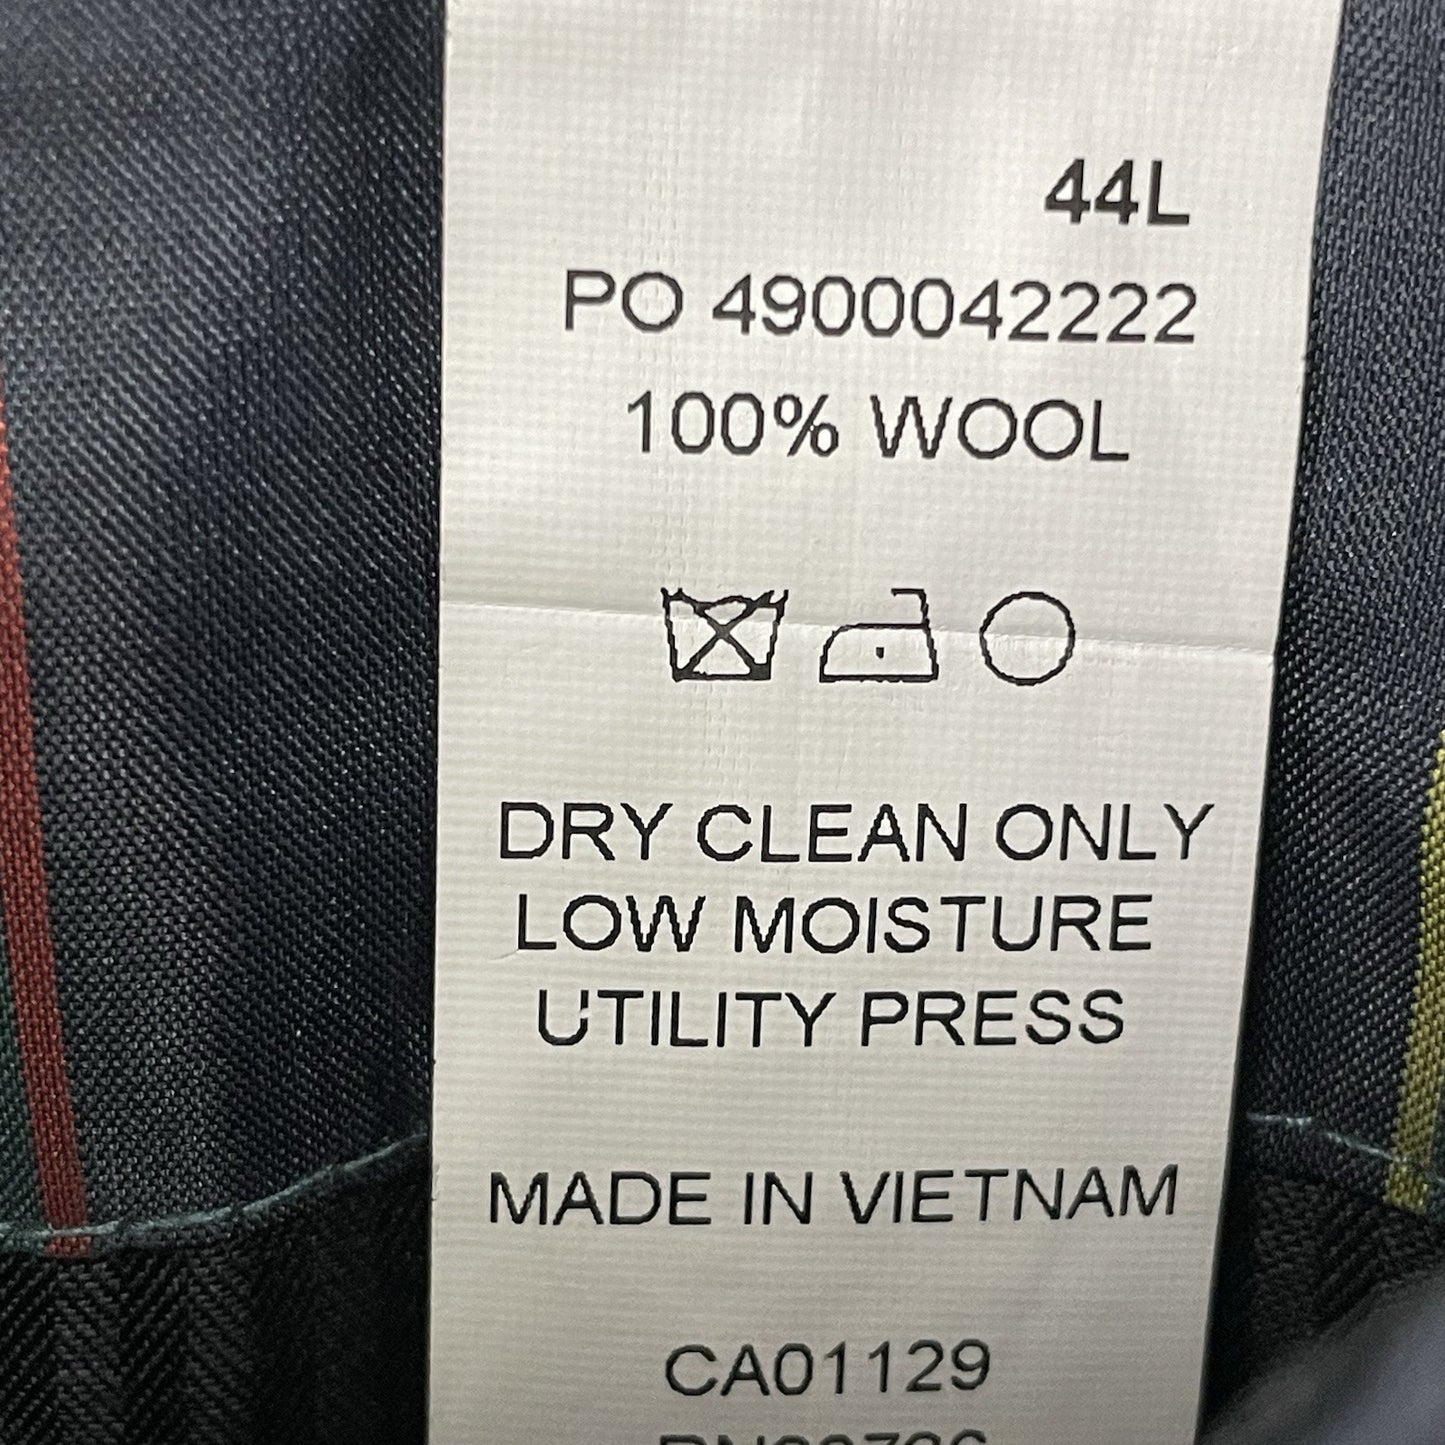 44L
PO 4900042222
100% WOOL
DRY CLEAN ONLY
LOW MOISTURE
UTILITY PRESS
MADE IN VIETNAM
CA01129